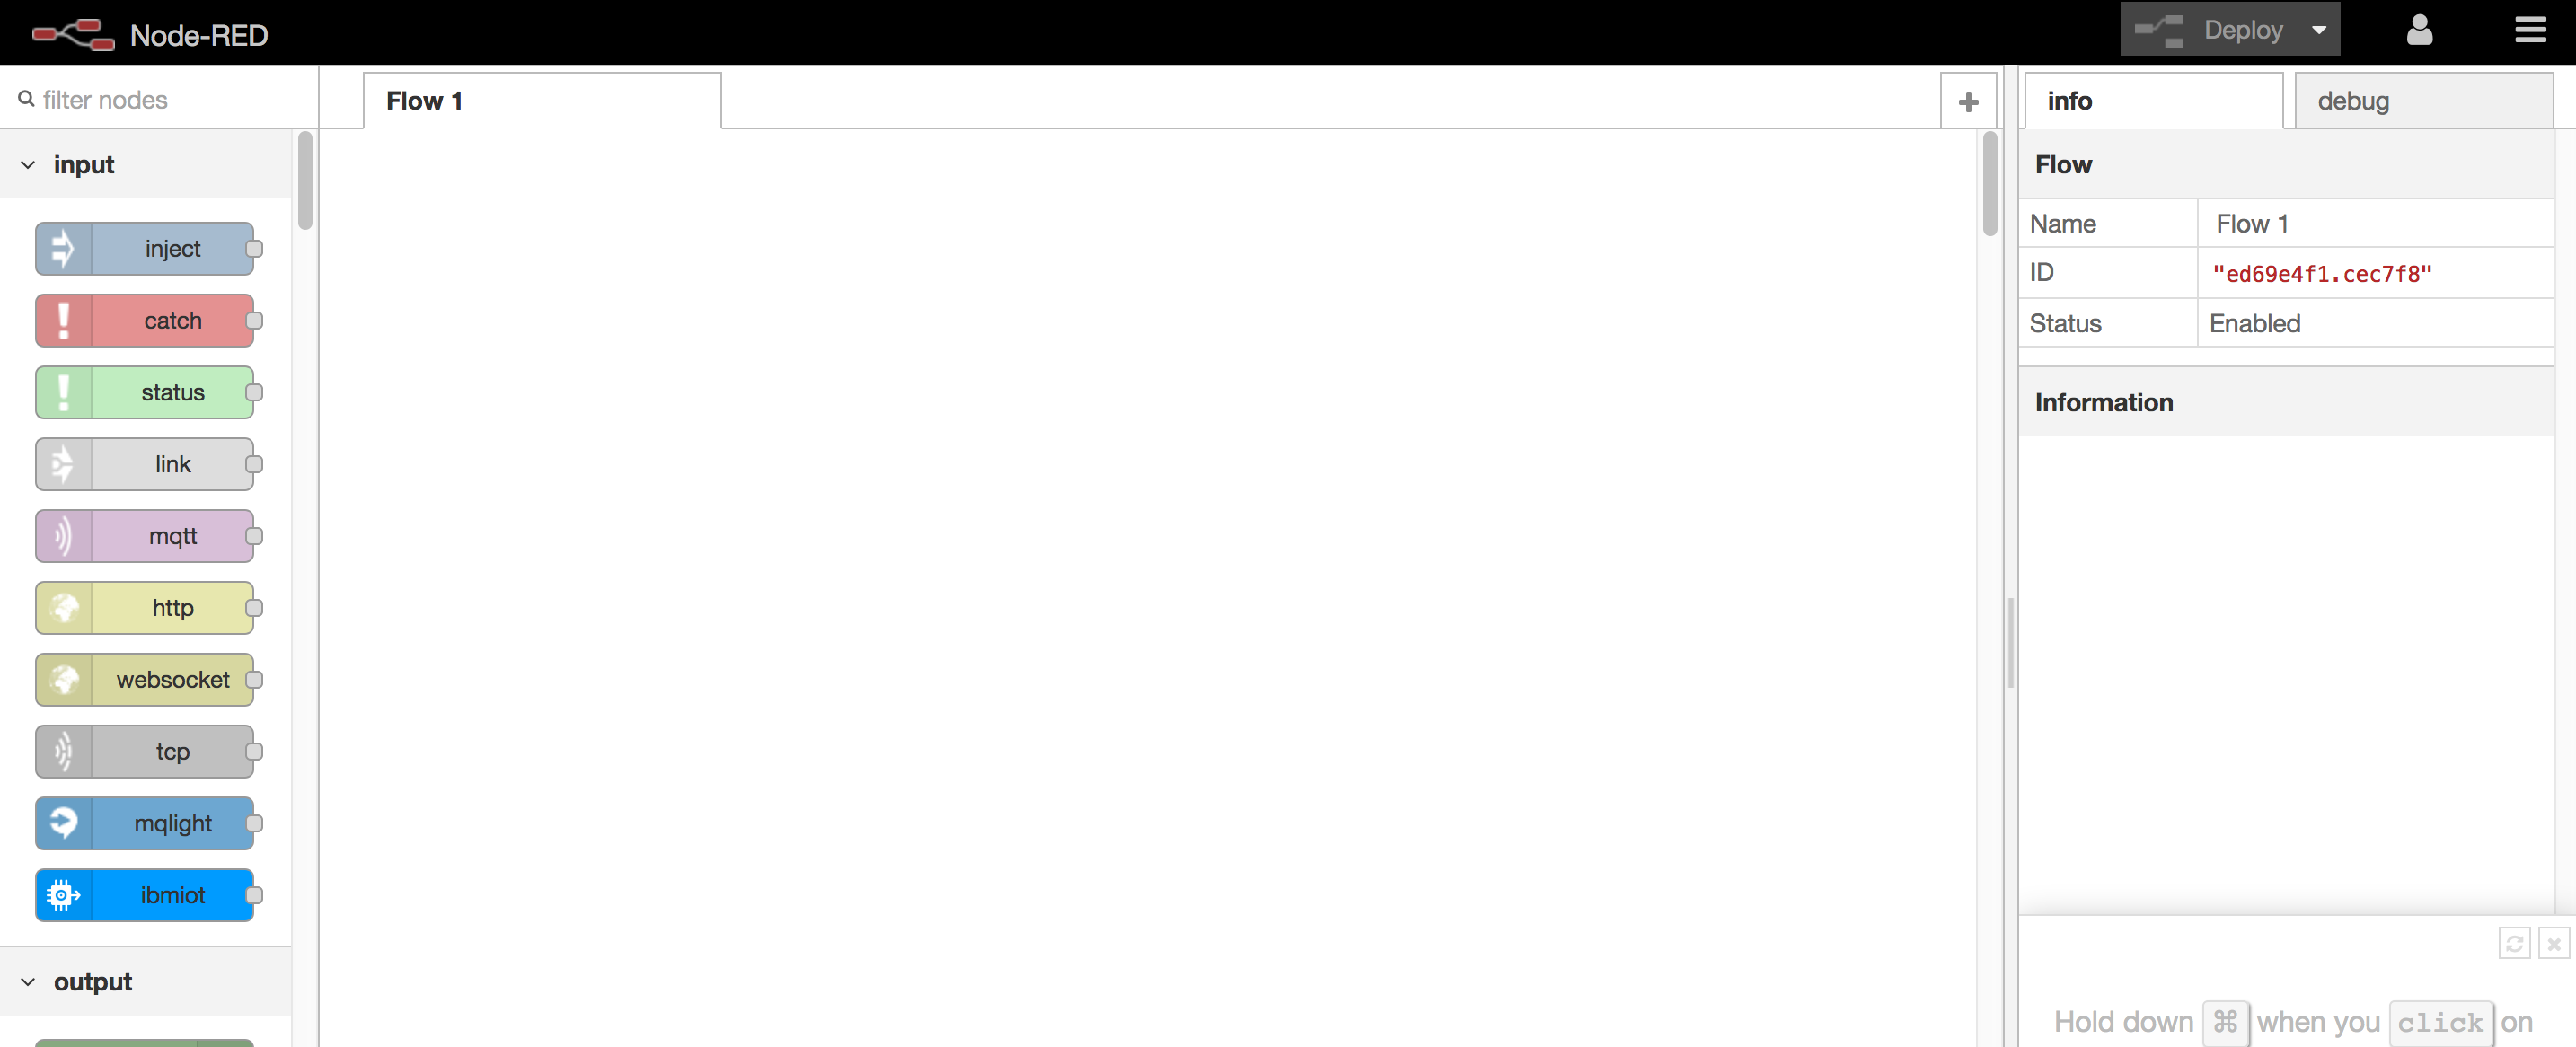 Node-RED
Deploy
filter nodes
Flow 1
info
debug
input
inject
catch
status
link
mqtt
http
websocket
tcp
mqlight
ibmiot
output
Flow
Name Flow 1
ID "ed69e4f1.cec7f8"
Status Enabled
Information
Hold down ⌘ when you click on